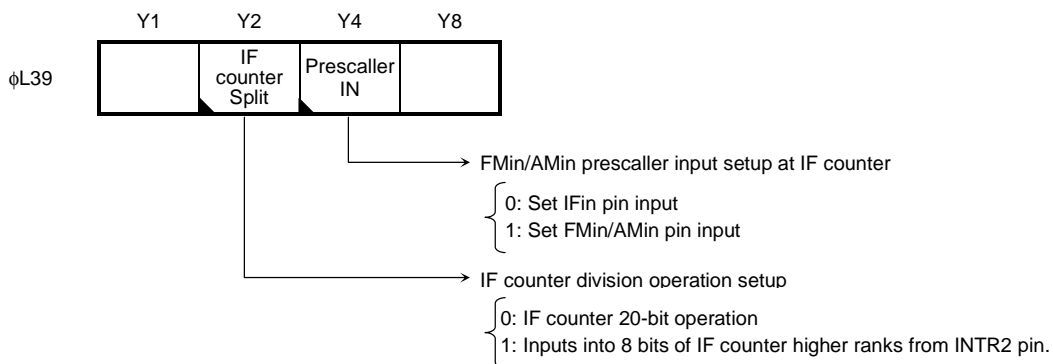 Y1 Y2 Y4 Y8
ϕL39
IF
counter
Split
Prescaller
IN
FMin/AMin prescaller input setup at IF counter
0: Set IFin pin input
1: Set FMin/AMin pin input
IF counter division operation setup
0: IF counter 20-bit operation
1: Inputs into 8 bits of IF counter higher ranks from INTR2 pin.